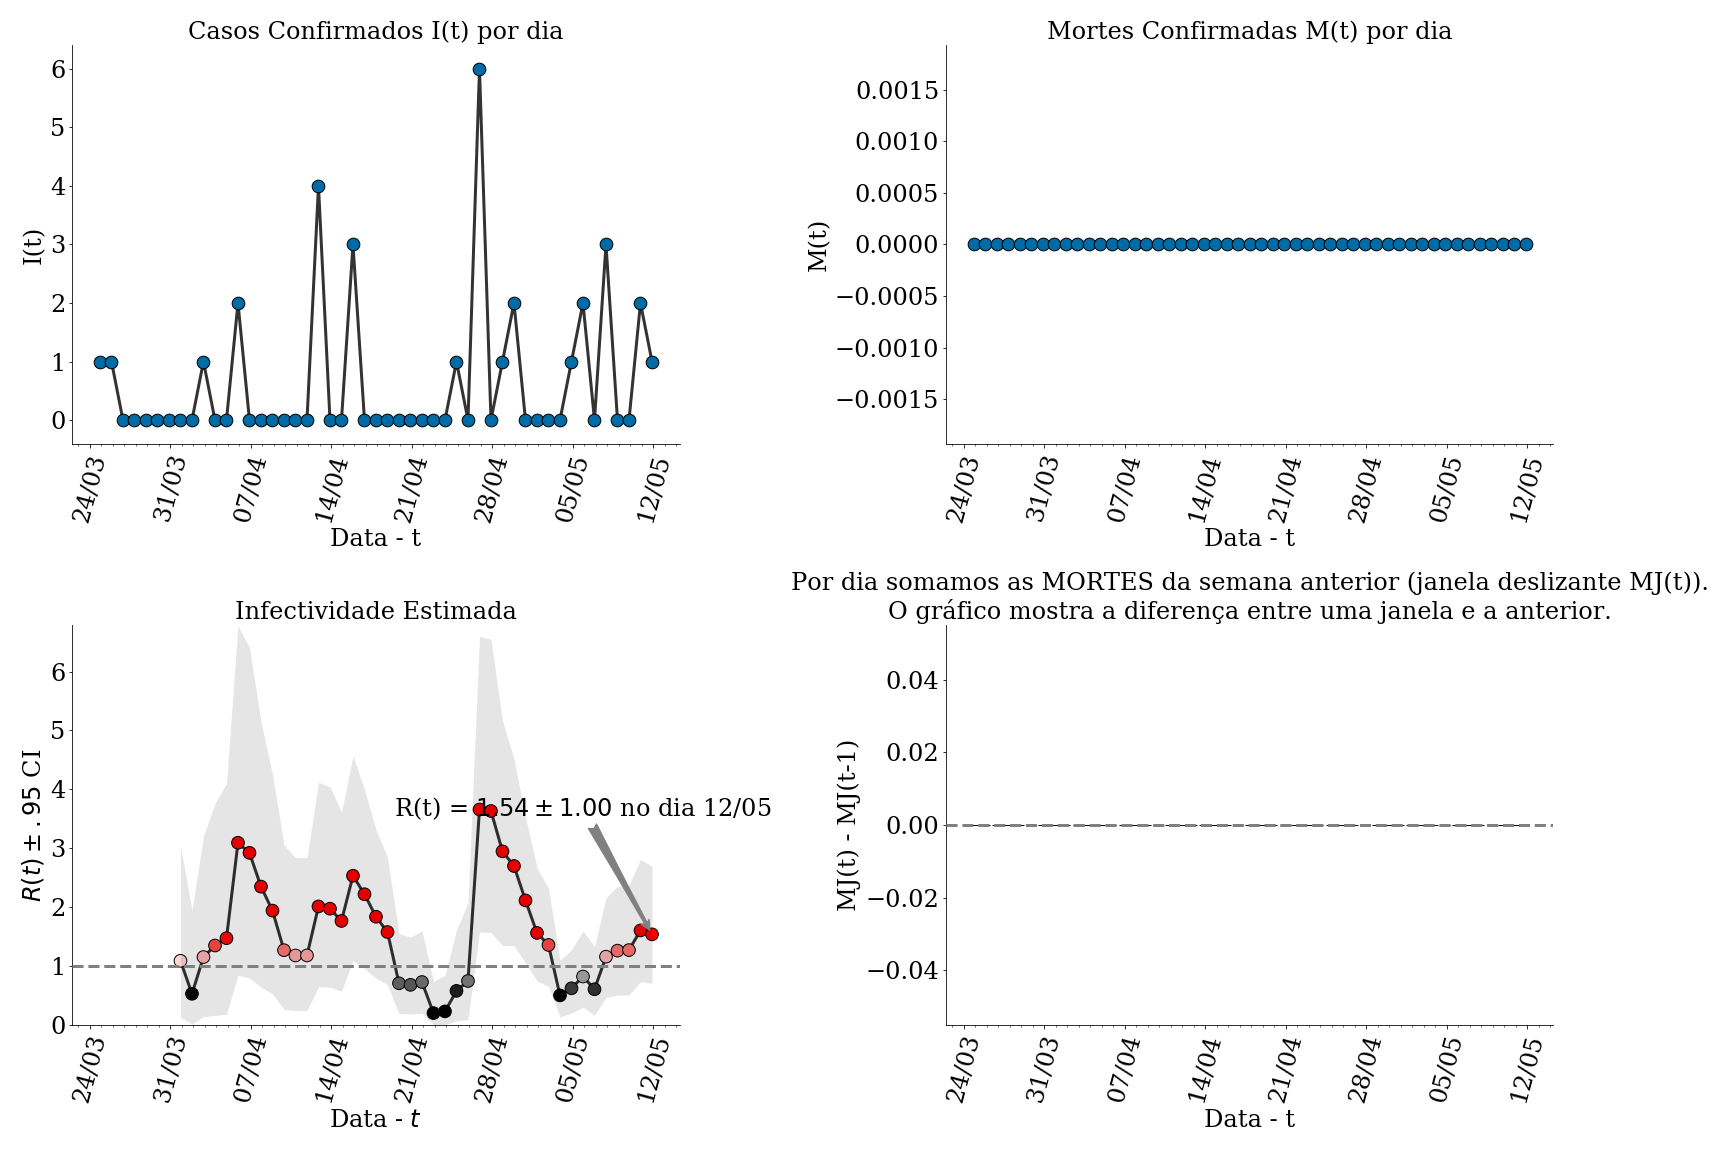 Casos Confirmados I(t) por dia
I(t)
6
5
4
3
2
1
0
24/03 31/03 07/04 14/04 21/04 28/04 05/05 12/05
Data - t
Mortes Confirmadas M(t) por dia
M(t)
0.0015
0.0010
0.0005
0.0000
−0.0005
−0.0010
−0.0015
24/03 31/03 07/04 14/04 21/04 28/04 05/05 12/05
Data - t
Infectividade Estimada
R(t) ± .95 CI
6
5
4
3
2
1
0
R(t) = 1.54 ± 1.00 no dia 12/05
24/03 31/03 07/04 14/04 21/04 28/04 05/05 12/05
Data - t
Por dia somamos as MORTES da semana anterior (janela deslizante MJ(t)).
O gráfico mostra a diferença entre uma janela e a anterior.
MJ(t) - MJ(t-1)
0.04
0.02
0.00
−0.02
−0.04
24/03 31/03 07/04 14/04 21/04 28/04 05/05 12/05
Data - t